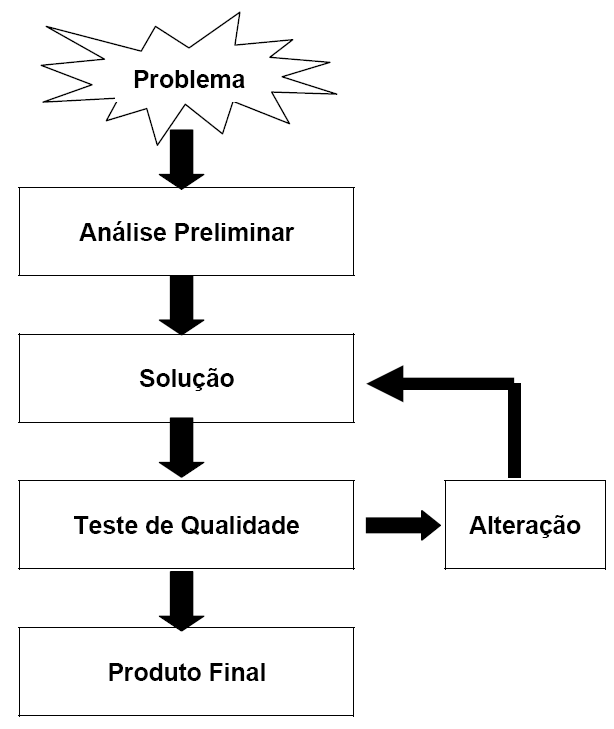 Problema
Análise Preliminar
Solução
Teste de Qualidade
Alteração
Produto Final